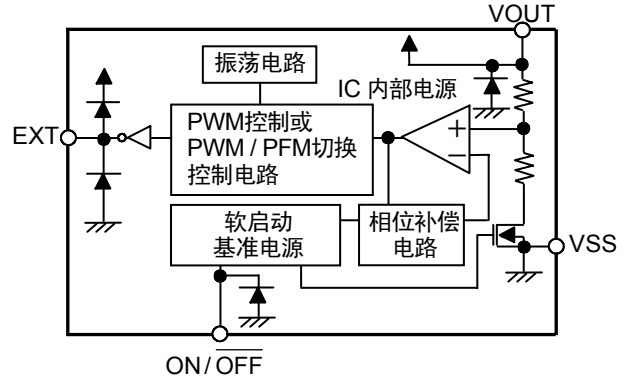 VOUT
振荡电路
IC 内部电源
EXT
PWM控制或
PWM / PFM切换
控制电路
+
−
软启动
基准电源
相位补偿
电路
VSS
ON / OFF